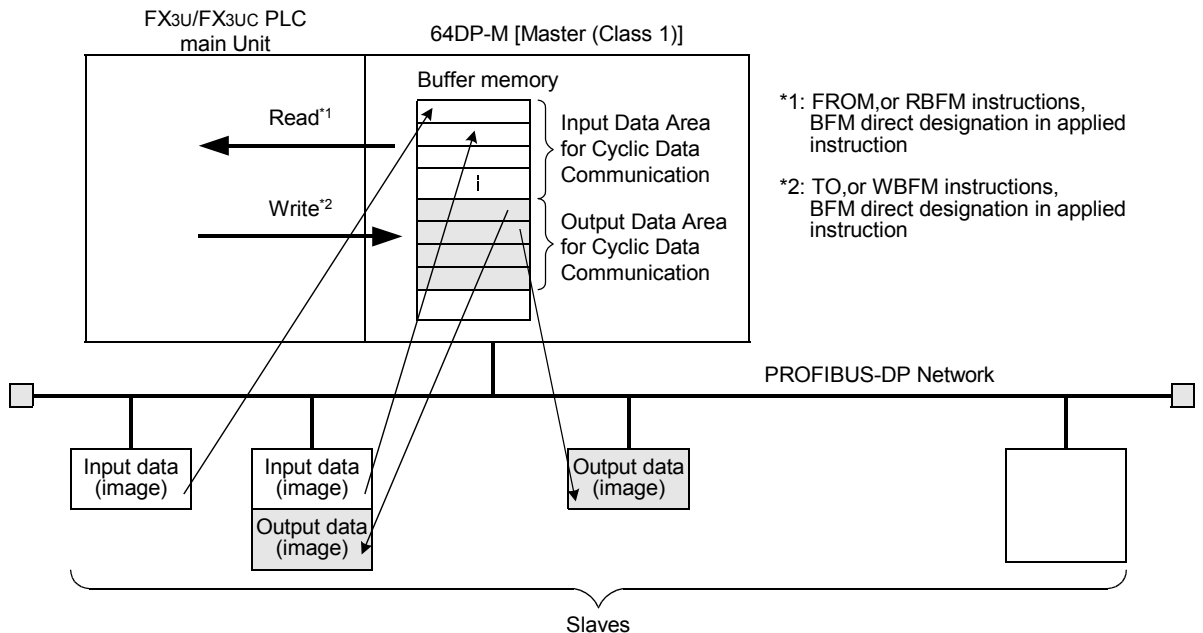 FX3U/FX3UC PLC
main Unit
64DP-M [Master (Class 1)]
Buffer memory
Read*1
Write*2
Input Data Area
for Cyclic Data
Communication
Output Data Area
for Cyclic Data
Communication
*1: FROM,or RBFM instructions,
BFM direct designation in applied
instruction
*2: TO,or WBFM instructions,
BFM direct designation in applied
instruction
PROFIBUS-DP Network
Input data
(image)
Input data
(image)
Output data
(image)
Output data
(image)
Slaves